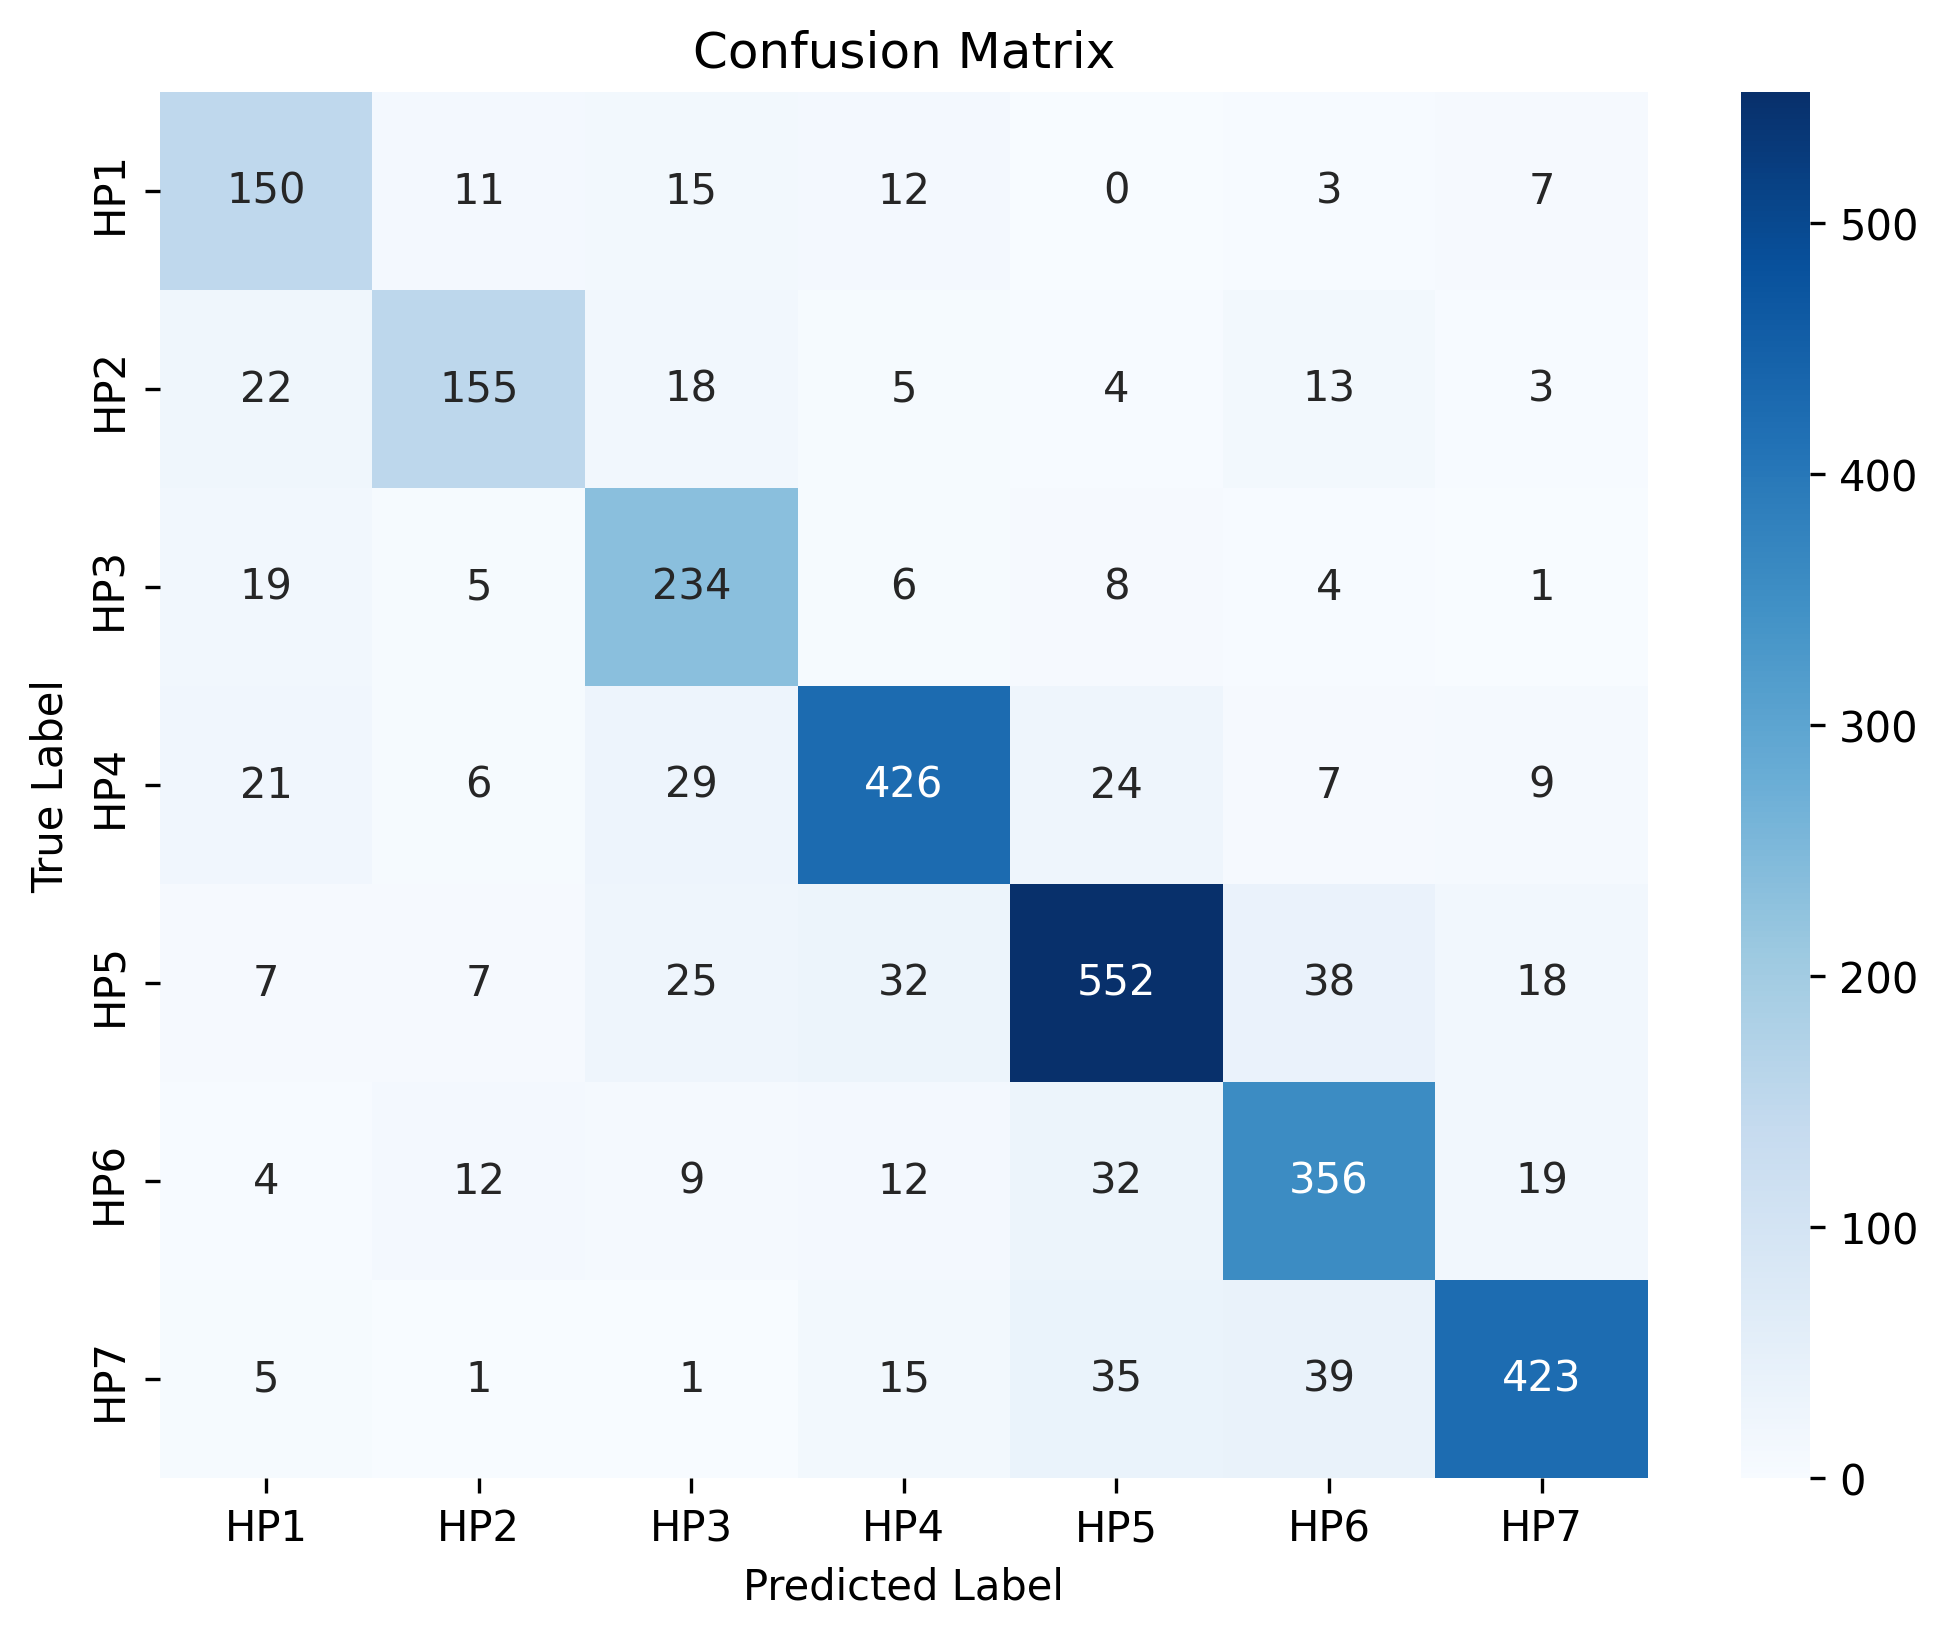 Confusion Matrix
HP1 150 11 15 12 0 3 7
HP2 22 155 18 5 4 13 3
HP3 19 5 234 6 8 4 1
HP4 21 6 29 426 24 7 9
HP5 7 7 25 32 552 38 18
HP6 4 12 9 12 32 356 19
HP7 5 1 1 15 35 39 423
HP1 HP2 HP3 HP4 HP5 HP6 HP7
Predicted Label
True Label
500
400
300
200
100
0